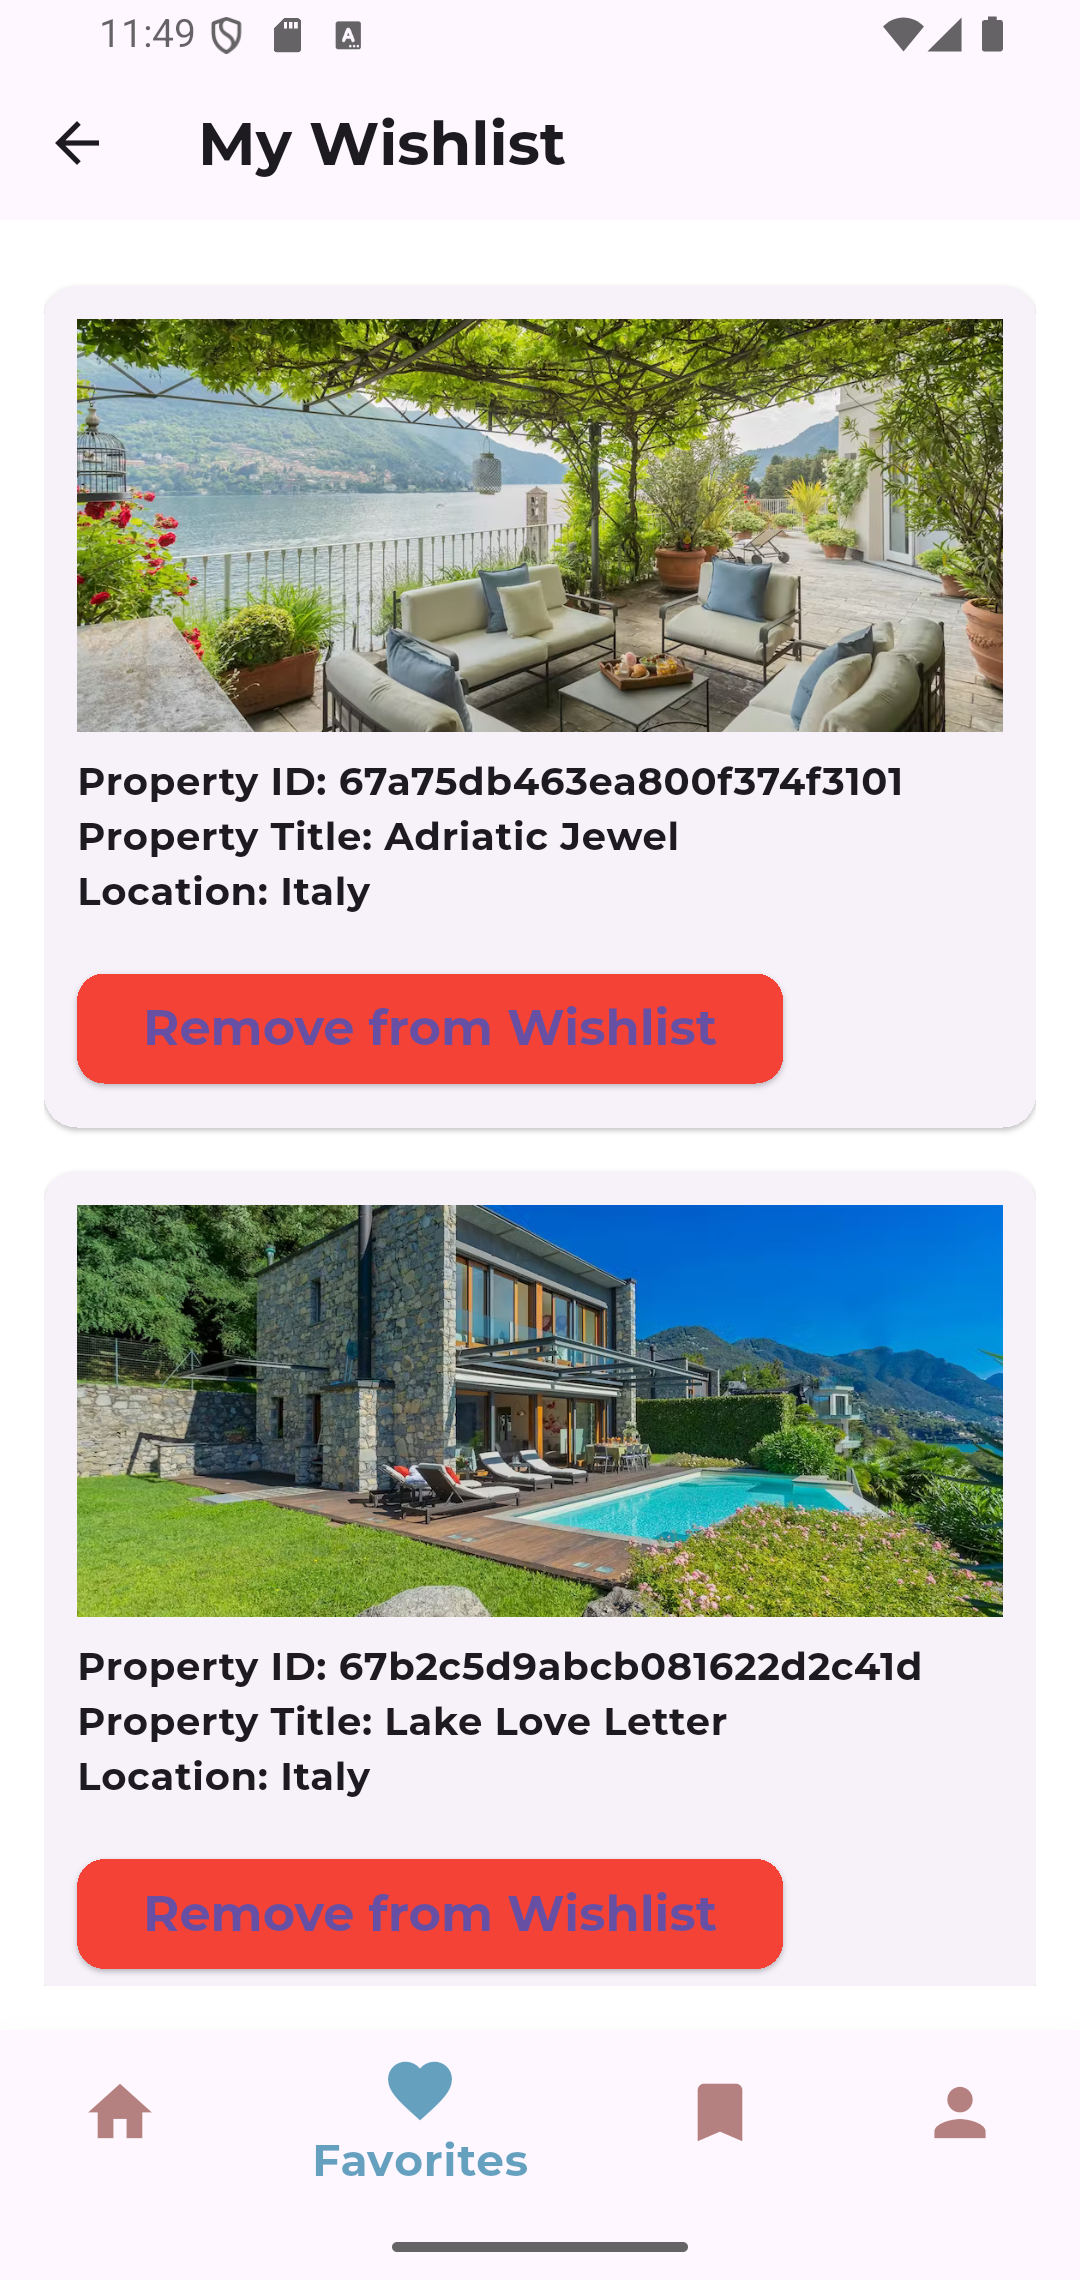 11:49
My Wishlist
Property ID: 67a75db463ea800f374f3101
Property Title: Adriatic Jewel
Location: Italy
Remove from Wishlist
Property ID: 67b2c5d9abcb081622d2c41d
Property Title: Lake Love Letter
Location: Italy
Remove from Wishlist
Favorites